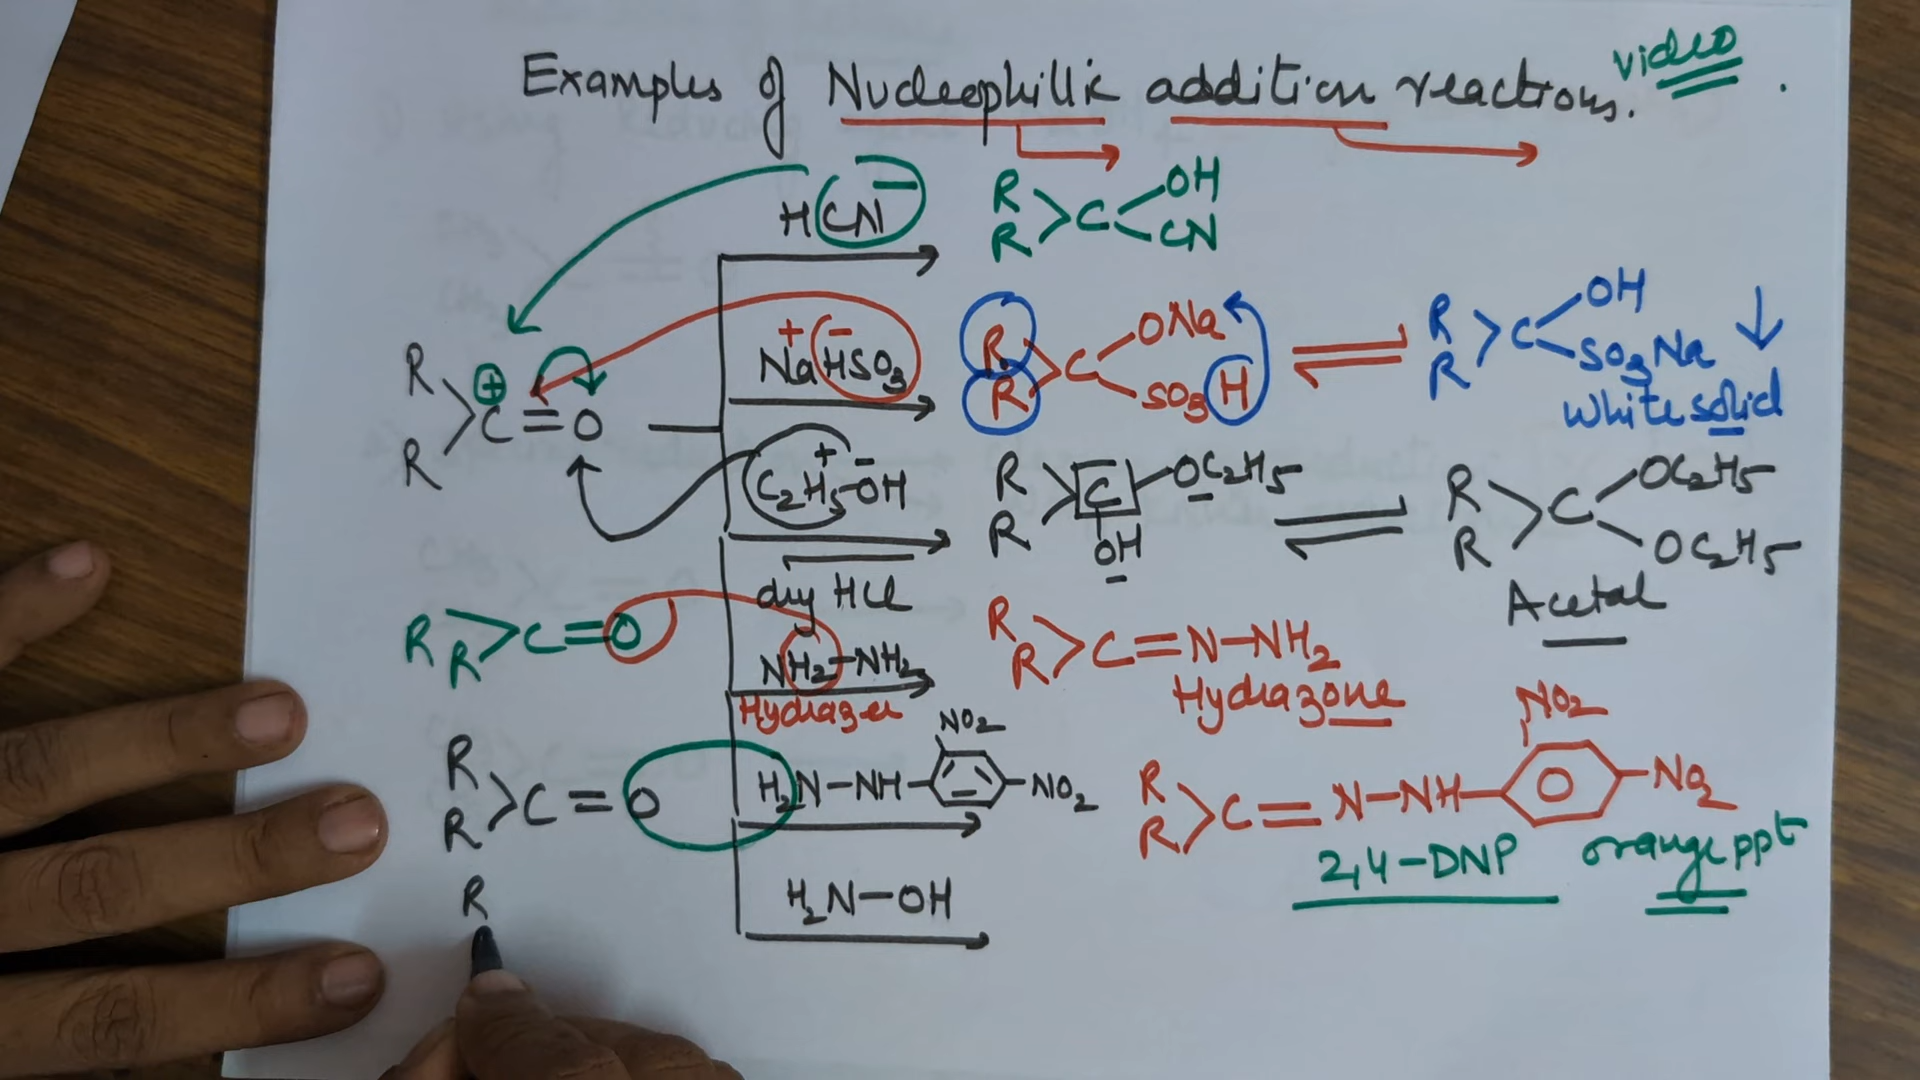 Examples of Nucleophillic addition reactions.
video
HCN⁻
R
R
C
OH
CN
R
R
C = O
+
Na⁺HSO₃⁻
R
R
C
ONa
SO₃H
R
R
C
OH
SO₃Na ↓
White solid
C₂H₅⁺-OH⁻
dry HCl
R
R
C
OC₂H₅
OH
R
R
C
OC₂H₅
OC₂H₅
Acetal
R
R
C=O
NH₂-NH₂
R
R
C=N-NH₂
Hydrazone
R
R
C=O
H₂N-NH-
NO₂
-NO₂
R
R
C=N-NH-
NO₂
-NO₂
2,4-DNP orange ppt
R
H₂N-OH